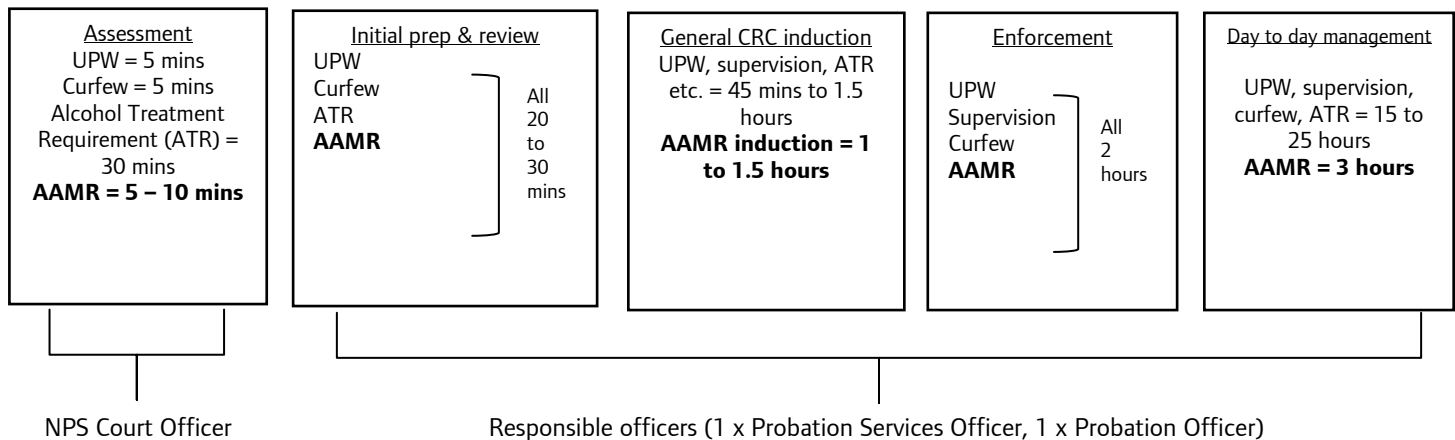 Assessment
UPW = 5 mins
Curfew = 5 mins
Alcohol Treatment
Requirement (ATR) =
30 mins
AAMR = 5 – 10 mins
Initial prep & review
UPW
Curfew
ATR
AAMR
All
20
to
30
mins
General CRC induction
UPW, supervision, ATR
etc. = 45 mins to 1.5
hours
AAMR induction = 1
to 1.5 hours
Enforcement
UPW
Supervision
Curfew
AAMR
All
2
hours
Day to day management
UPW, supervision,
curfew, ATR = 15 to
25 hours
AAMR = 3 hours
NPS Court Officer
Responsible officers (1 x Probation Services Officer, 1 x Probation Officer)